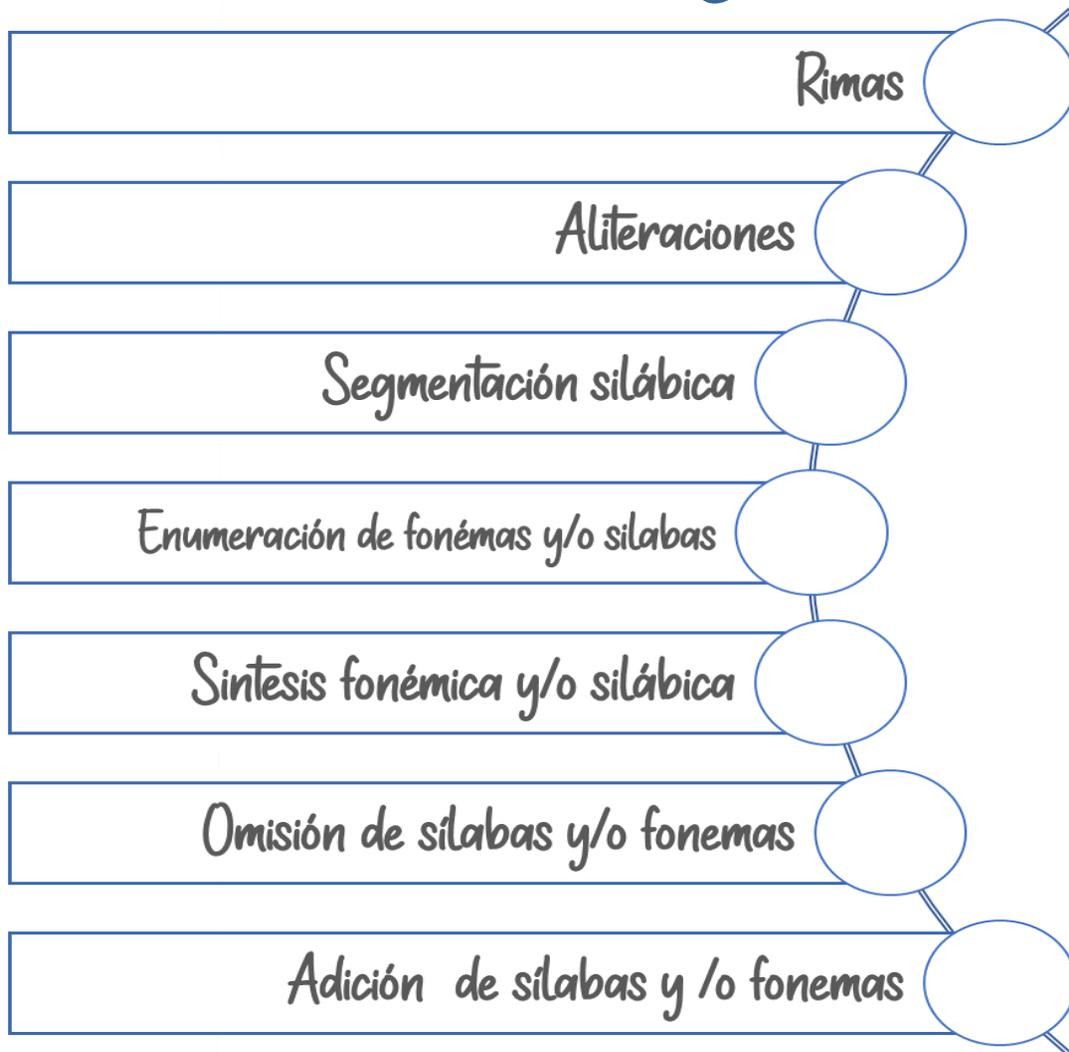 Rimas
Aliteraciones
Segmentación silábica
Enumeración de fonémas y/o silabas
Sintesis fonémica y/o silábica
Omisión de sílabas y/o fonemas
Adición  de sílabas y /o fonemas